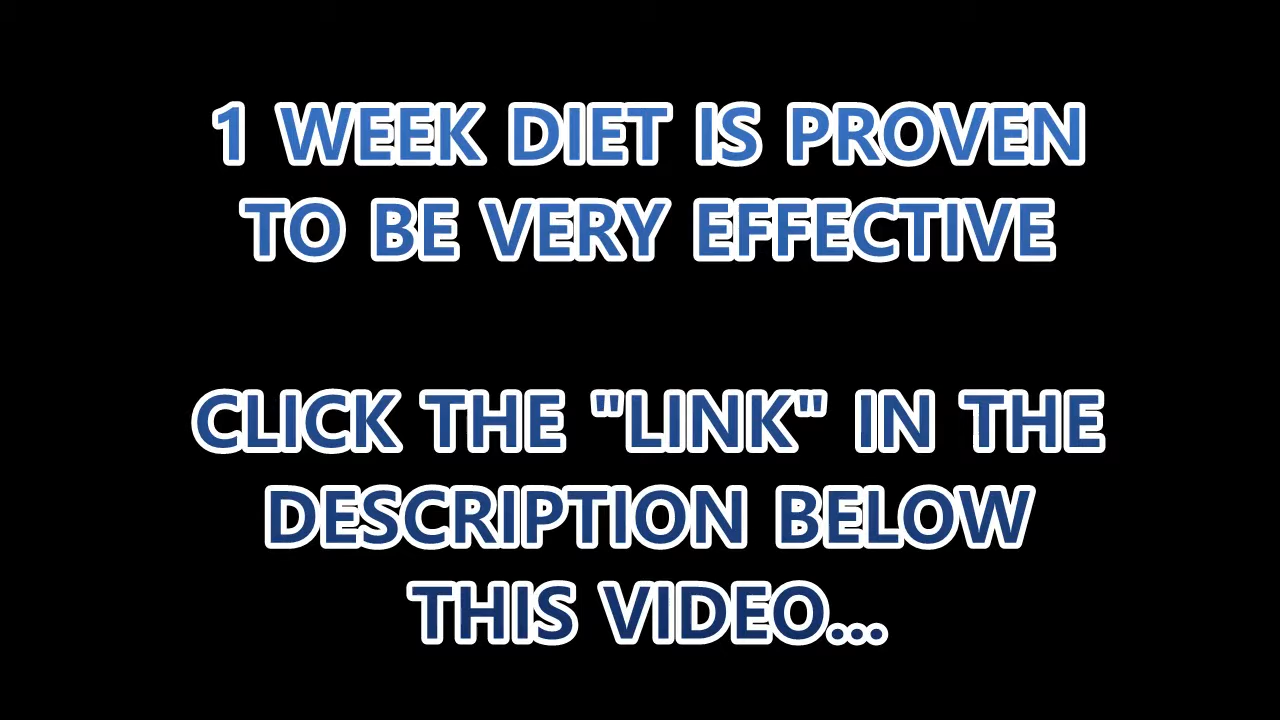 1 WEEK DIET IS PROVEN
TO BE VERY EFFECTIVE
CLICK THE "LINK" IN THE
DESCRIPTION BELOW
THIS VIDEO...